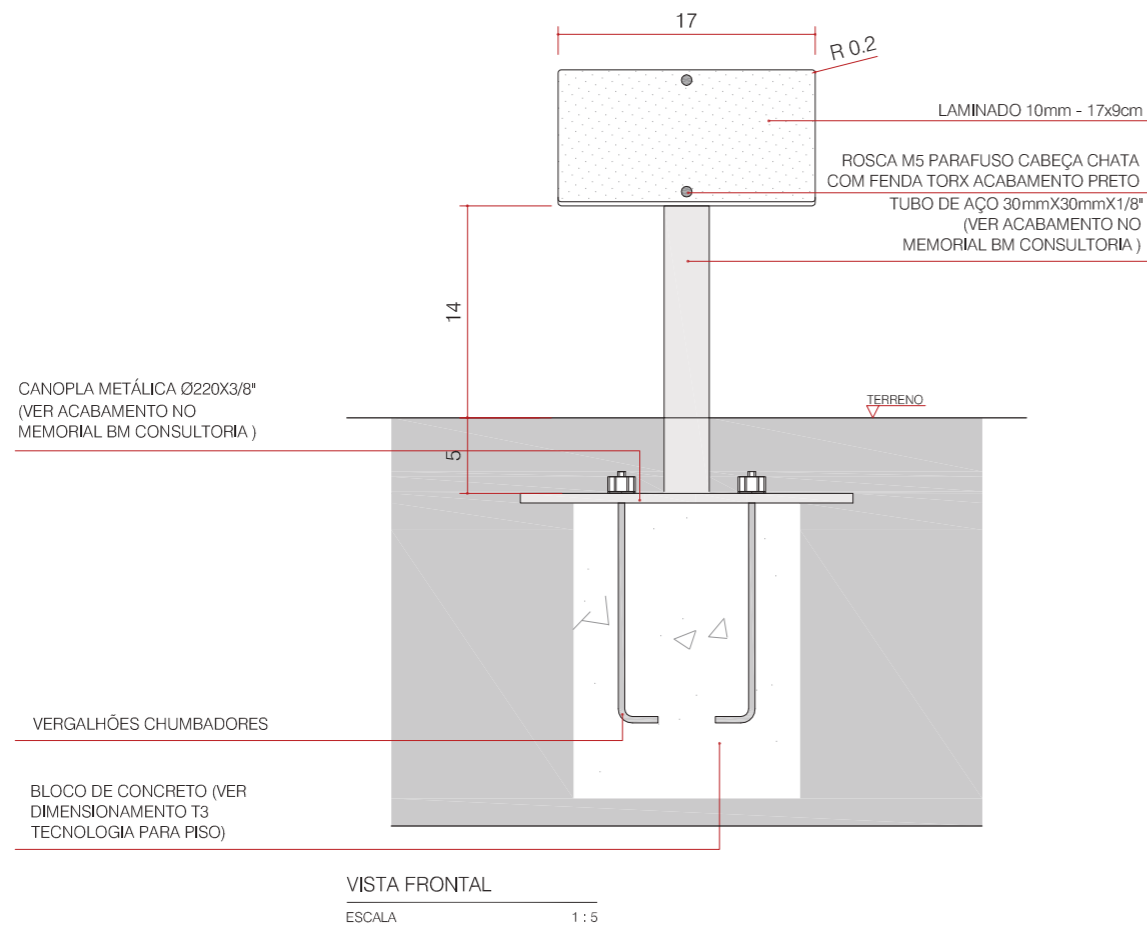 17
R 0.2
LAMINADO 10mm - 17x9cm
ROSCA M5 PARAFUSO CABEÇA CHATA
COM FENDA TORX ACABAMENTO PRETO
TUBO DE AÇO 30mmX30mmX1/8"
(VER ACABAMENTO NO
MEMORIAL BM CONSULTORIA )
14
CANOPLA METÁLICA Ø220X3/8"
(VER ACABAMENTO NO
MEMORIAL BM CONSULTORIA )
TERRENO
5
VERGALHÕES CHUMBADORES
BLOCO DE CONCRETO (VER
DIMENSIONAMENTO T3
TECNOLOGIA PARA PISO)
VISTA FRONTAL
ESCALA 1 : 5